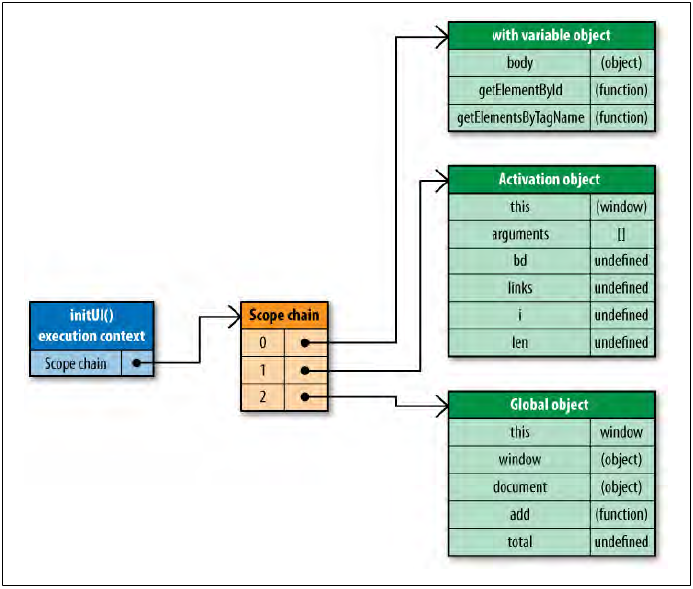 with variable object
body (object)
getElementById (function)
getElementsByTagName (function)
Activation object
this (window)
arguments []
bd undefined
links undefined
i undefined
len undefined
initUI()
execution context
Scope chain
Scope chain
0
1
2
Global object
this window
window (object)
document (object)
add (function)
total undefined